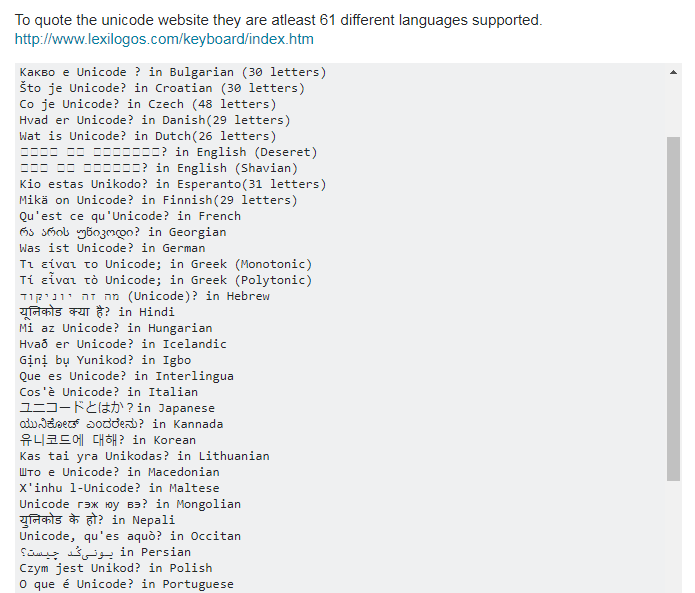 To quote the unicode website they are atleast 61 different languages supported.
http://www.lexilogos.com/keyboard/index.htm
Какво е Unicode ? in Bulgarian (30 letters)
Što je Unicode? in Croatian (30 letters)
Co je Unicode? in Czech (48 letters)
Hvad er Unicode? in Danish(29 letters)
Wat is Unicode? in Dutch(26 letters)
? in English (Deseret)
? in English (Shavian)
Kio estas Unikodo? in Esperanto(31 letters)
Mikä on Unicode? in Finnish(29 letters)
Qu'est ce qu'Unicode? in French
რა არის უნიკოდი? in Georgian
Was ist Unicode? in German
Τι είναι το Unicode; in Greek (Monotonic)
Τί εἶναι τὸ Unicode; in Greek (Polytonic)
מה זה יוניקוד (Unicode)? in Hebrew
यूनिकोड क्या है? in Hindi
Mi az Unicode? in Hungarian
Hvað er Unicode? in Icelandic
Gịnị bụ Yunikod? in Igbo
Que es Unicode? in Interlingua
Cos'è Unicode? in Italian
ユニコードとはか？in Japanese
ಯುನಿಕೋಡ್ ಎಂದರೇನು? in Kannada
유니코드에 대해? in Korean
Kas tai yra Unikodas? in Lithuanian
Што е Unicode? in Macedonian
X'inhu l-Unicode? in Maltese
Unicode гэж юу вэ? in Mongolian
युनिकोड के हो? in Nepali
Unicode, qu'es aquò? in Occitan
یونی‌کُد چیست؟ in Persian
Czym jest Unikod? in Polish
O que é Unicode? in Portuguese